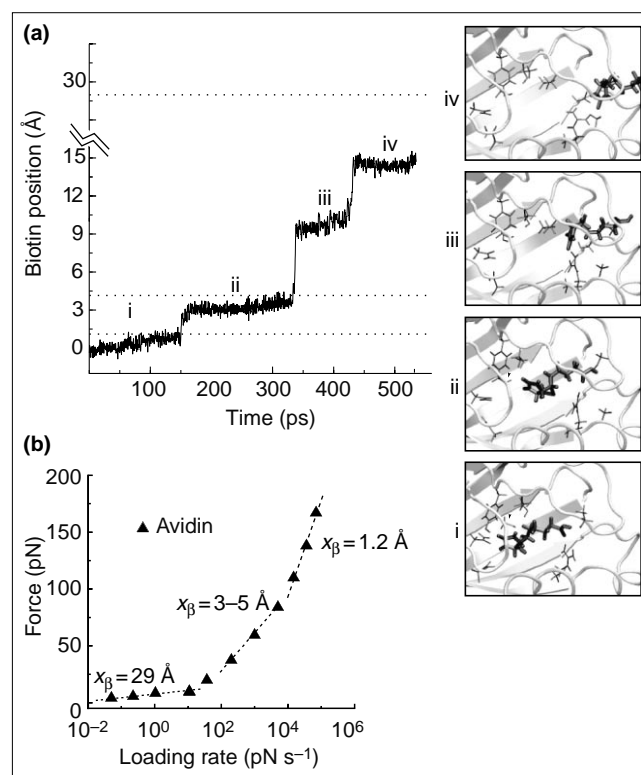 (a)
30
15
12
9
6
3
0
Biotin position (Å)
i
ii
iii
iv
100 200 300 400 500
Time (ps)
iv
iii
ii
i
(b)
200
150
100
50
0
Force (pN)
▲ Avidin
xβ = 1.2 Å
xβ = 3–5 Å
xβ = 29 Å
10⁻² 10⁰ 10² 10⁴ 10⁶
Loading rate (pN s⁻¹)